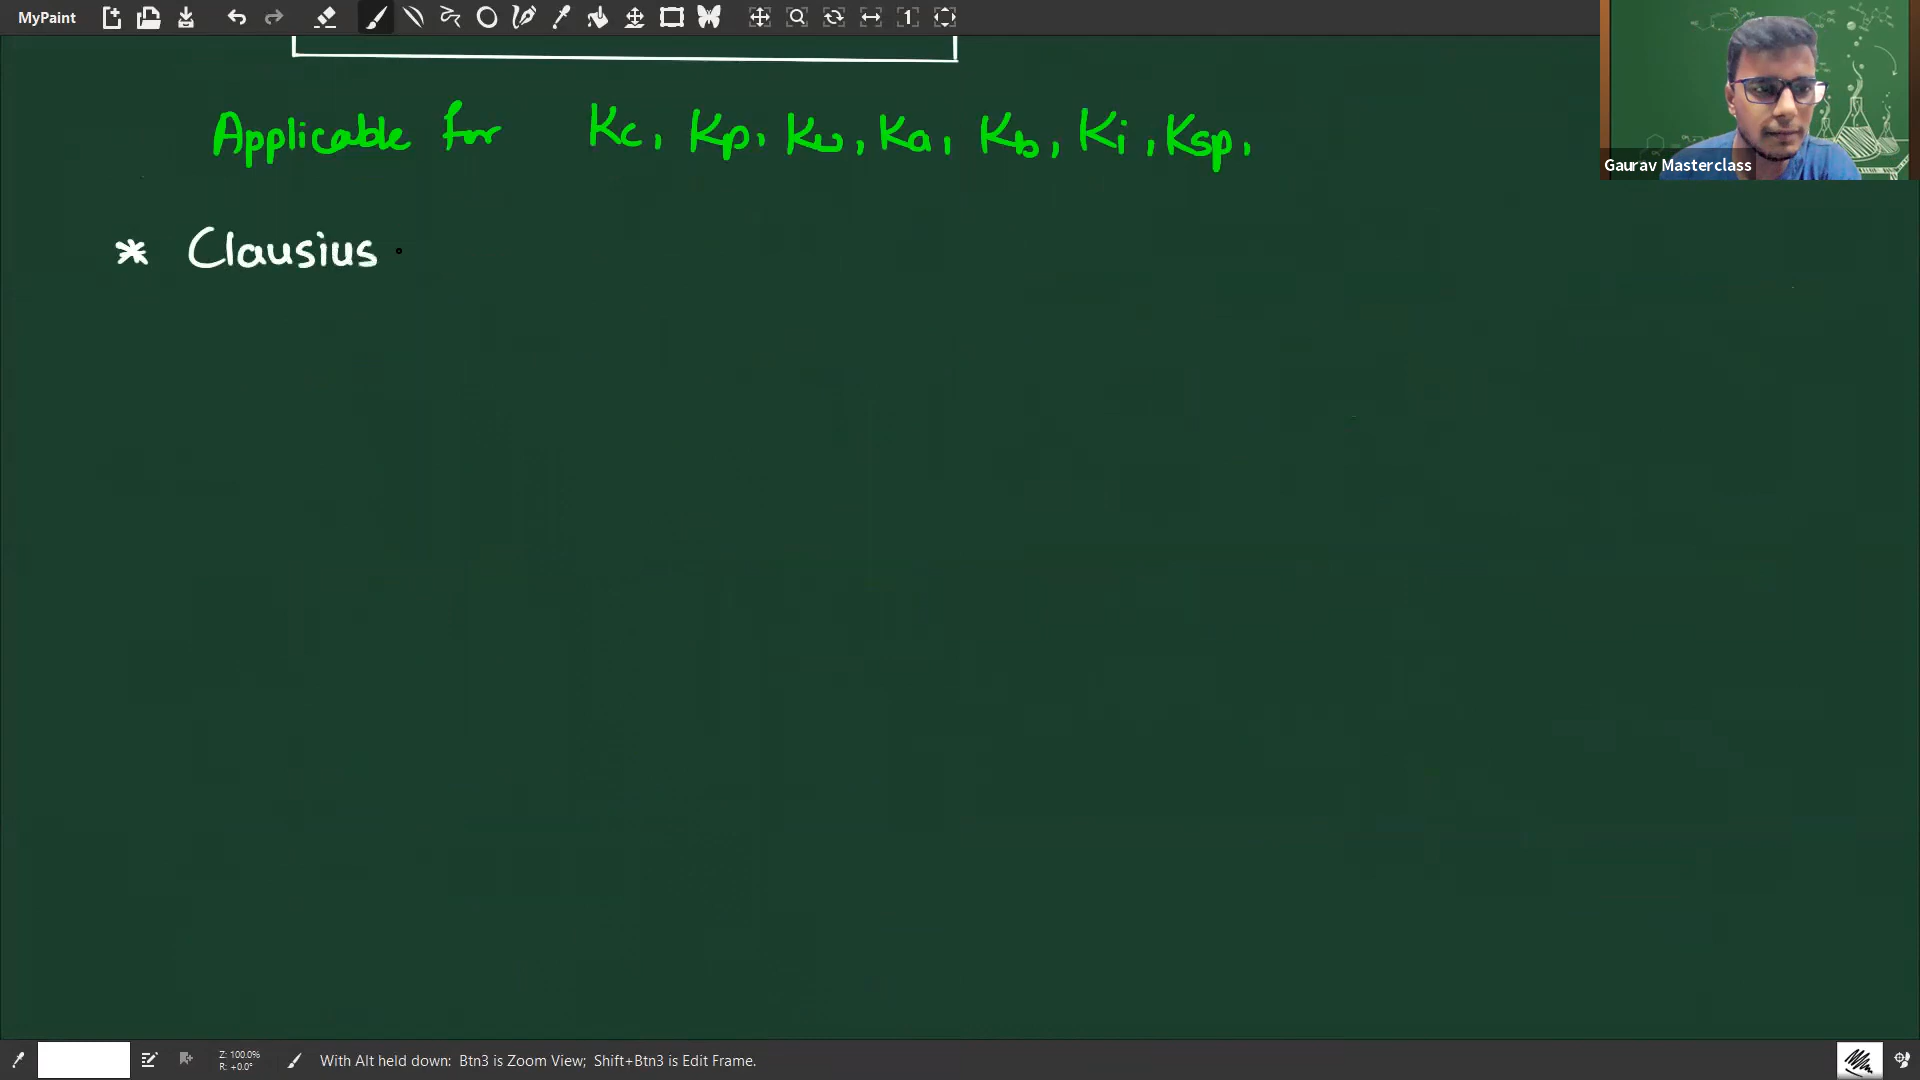 MyPaint
Applicable for Kc, Kp, Kw, Ka, Kb, Ki, Ksp,
Gaurav Masterclass
* Clausius
Z: 100.0%
R: +0.0°
With Alt held down: Btn3 is Zoom View; Shift+Btn3 is Edit Frame.